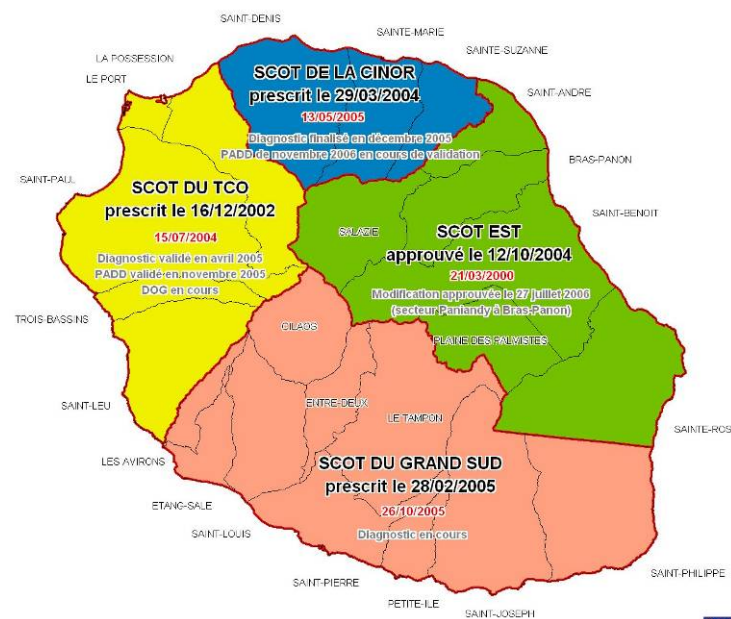 SAINT-DENIS
SAINTE-MARIE
SAINTE-SUZANNE
LA POSSESSION
LE PORT
SCOT DE LA CINOR
prescrit le 29/03/2004
13/05/2005
Diagnostic finalisé en décembre 2005
PADD de novembre 2006 en cours de validation
SAINT-ANDRE
BRAS-PANON
SAINT-PAUL
SCOT DU TCO
prescrit le 16/12/2002
15/07/2004
Diagnostic validé en avril 2005
PADD validé en novembre 2005
DOG en cours
SAINT-BENOIT
SALAZIE
SCOT EST
approuvé le 12/10/2004
21/03/2000
Modification approuvée le 27 juillet 2006
(secteur Paniandy à Bras-Panon)
TROIS-BASSINS
CILAOS
PLAINE DES PALMISTES
SAINT-LEU
ENTRE-DEUX
LE TAMPON
SAINTE-ROS
LES AVIRONS
SCOT DU GRAND SUD
prescrit le 28/02/2005
26/10/2005
Diagnostic en cours
ETANG-SALE
SAINT-LOUIS
SAINT-PIERRE
PETITE-ILE
SAINT-JOSEPH
SAINT-PHILIPPE